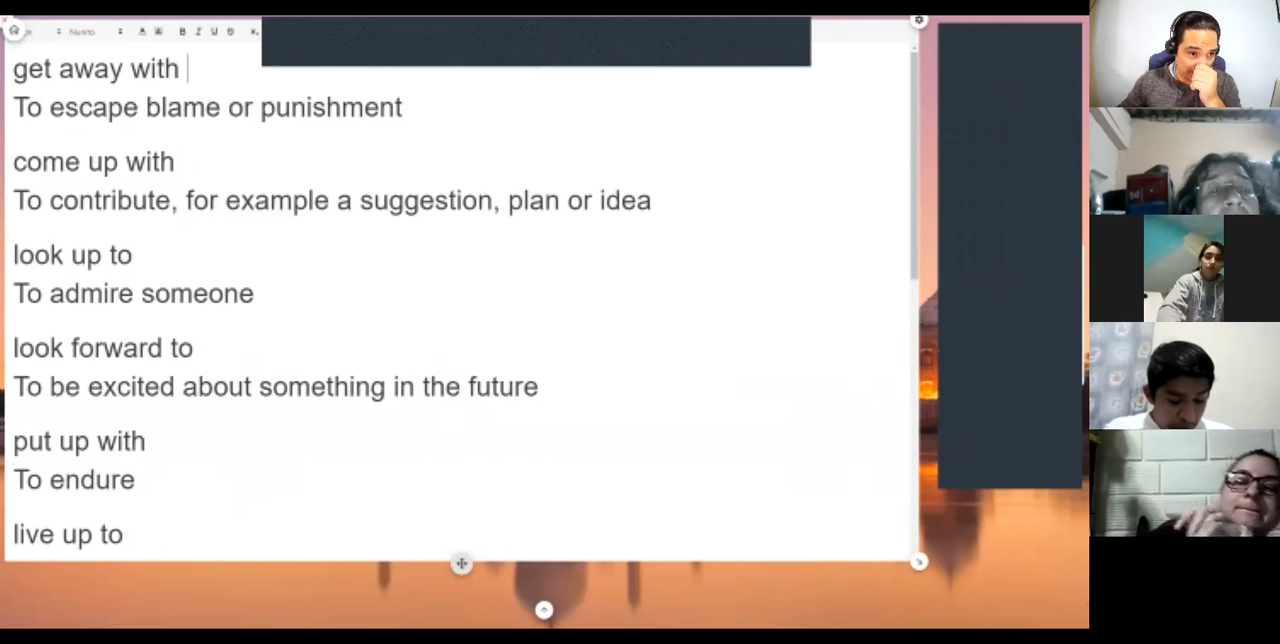 Nunito
B I U S
get away with
To escape blame or punishment
come up with
To contribute, for example a suggestion, plan or idea
look up to
To admire someone
look forward to
To be excited about something in the future
put up with
To endure
live up to